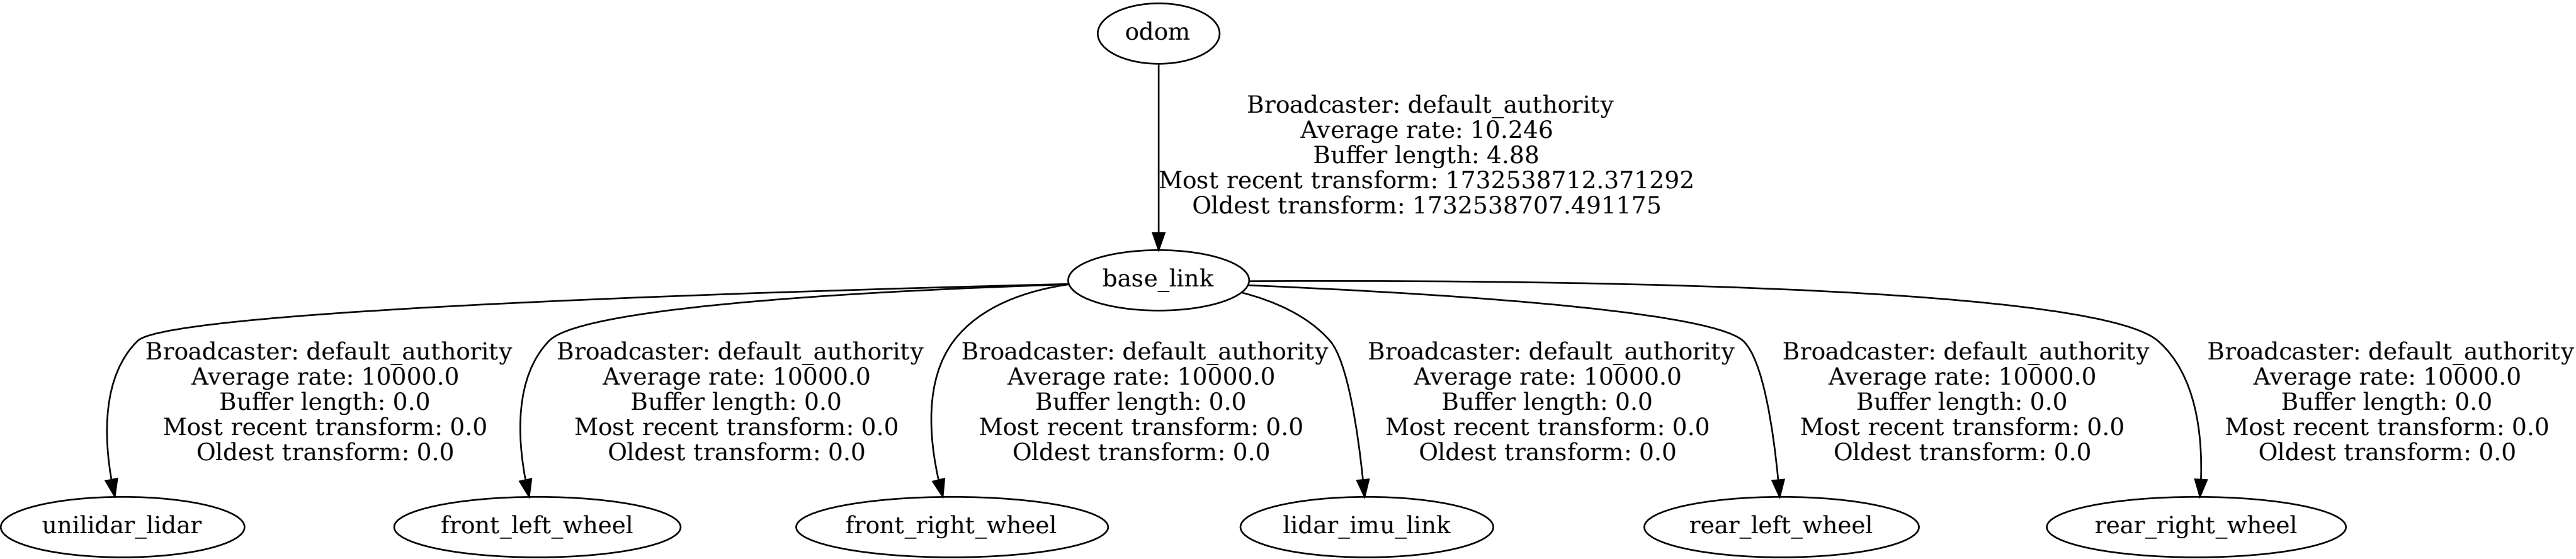 odom
Broadcaster: default_authority
Average rate: 10.246
Buffer length: 4.88
Most recent transform: 1732538712.371292
Oldest transform: 1732538707.491175
base_link
Broadcaster: default_authority
Average rate: 10000.0
Buffer length: 0.0
Most recent transform: 0.0
Oldest transform: 0.0
Broadcaster: default_authority
Average rate: 10000.0
Buffer length: 0.0
Most recent transform: 0.0
Oldest transform: 0.0
Broadcaster: default_authority
Average rate: 10000.0
Buffer length: 0.0
Most recent transform: 0.0
Oldest transform: 0.0
Broadcaster: default_authority
Average rate: 10000.0
Buffer length: 0.0
Most recent transform: 0.0
Oldest transform: 0.0
Broadcaster: default_authority
Average rate: 10000.0
Buffer length: 0.0
Most recent transform: 0.0
Oldest transform: 0.0
Broadcaster: default_authority
Average rate: 10000.0
Buffer length: 0.0
Most recent transform: 0.0
Oldest transform: 0.0
unilidar_lidar
front_left_wheel
front_right_wheel
lidar_imu_link
rear_left_wheel
rear_right_wheel